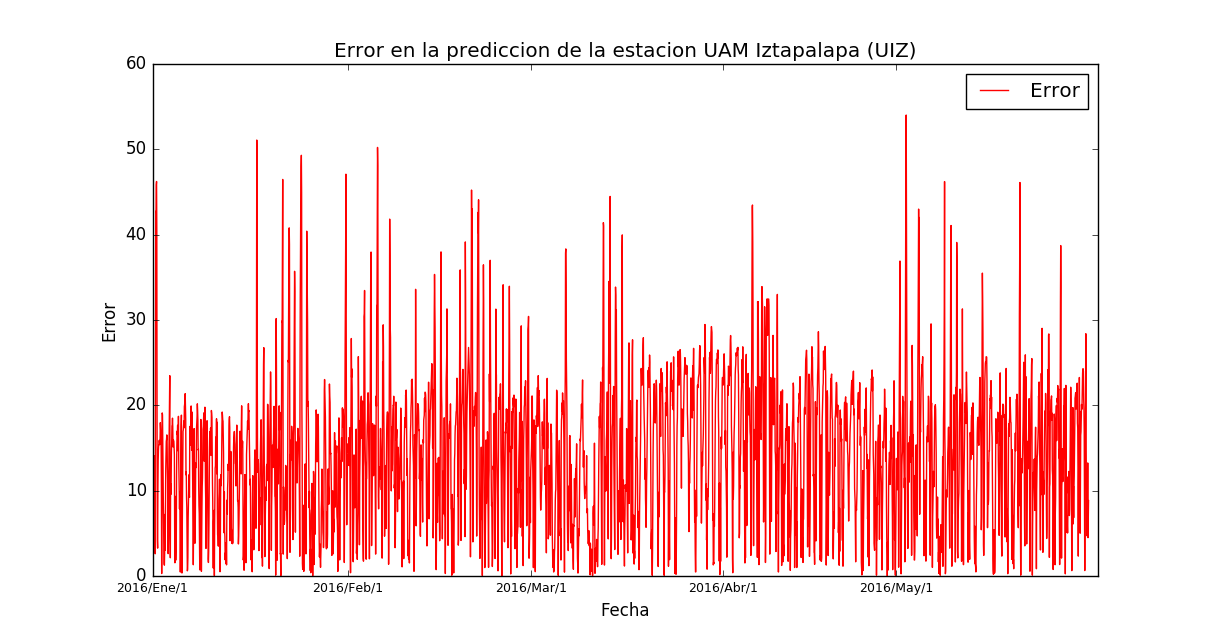 Error en la prediccion de la estacion UAM Iztapalapa (UIZ)
Error
60
50
40
30
20
10
0
Error
2016/Ene/1 2016/Feb/1 2016/Mar/1 2016/Abr/1 2016/May/1
Fecha